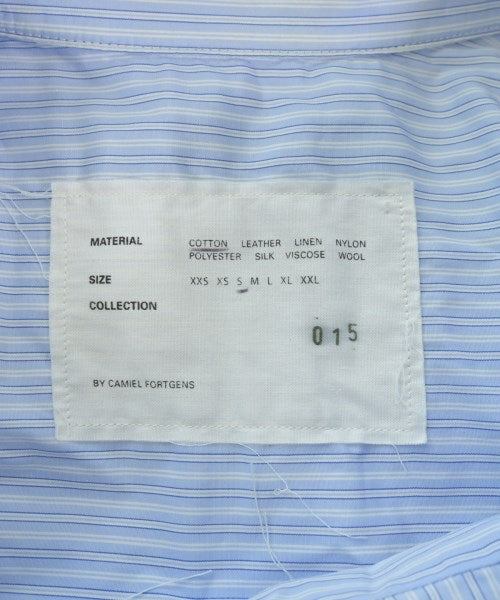 MATERIAL COTTON LEATHER LINEN NYLON
POLYESTER SILK VISCOSE WOOL
SIZE XXS XS S M L XL XXL
COLLECTION
015
BY CAMIEL FORTGENS